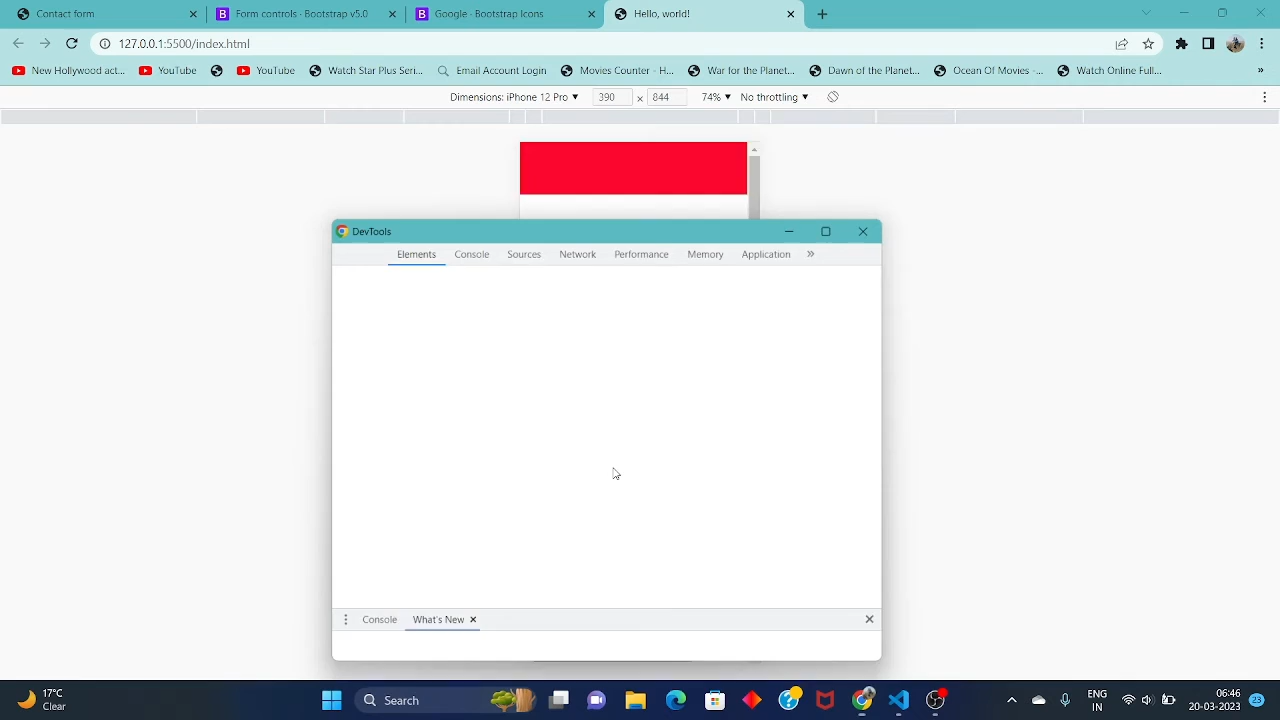 Contact form
Form controls · Bootstrap v5.0
Google · Bootstrap Icons
Hello, world!
127.0.0.1:5500/index.html
New Hollywood act...
YouTube
YouTube
Watch Star Plus Seri...
Email Account Login
Movies Counter - H...
War for the Planet...
Dawn of the Planet...
Ocean Of Movies - ...
Watch Online Full...
»
Dimensions: iPhone 12 Pro ▼ 390 × 844 74% ▼ No throttling ▼
DevTools
Elements Console Sources Network Performance Memory Application »
Console What's New
17°C
Clear
Search
ENG
IN
06:46
20-03-2023
23